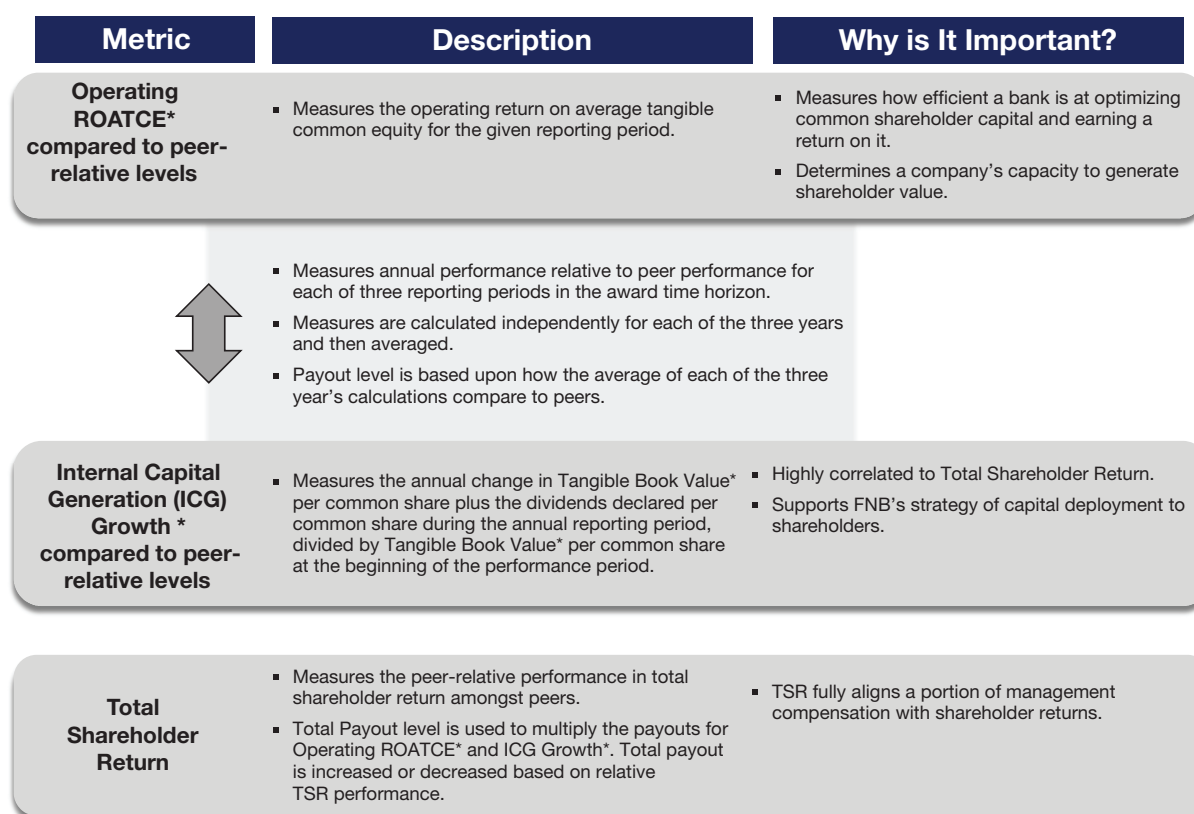 Metric
Description
Why is It Important?
Operating
ROATCE*
compared to peer-
relative levels
▪ Measures the operating return on average tangible
common equity for the given reporting period.
▪ Measures how efficient a bank is at optimizing
common shareholder capital and earning a
return on it.
▪ Determines a company’s capacity to generate
shareholder value.
▪ Measures annual performance relative to peer performance for
each of three reporting periods in the award time horizon.
▪ Measures are calculated independently for each of the three years
and then averaged.
▪ Payout level is based upon how the average of each of the three
year’s calculations compare to peers.
Internal Capital
Generation (ICG)
Growth *
compared to peer-
relative levels
▪ Measures the annual change in Tangible Book Value*
per common share plus the dividends declared per
common share during the annual reporting period,
divided by Tangible Book Value* per common share
at the beginning of the performance period.
▪ Highly correlated to Total Shareholder Return.
▪ Supports FNB’s strategy of capital deployment to
shareholders.
Total
Shareholder
Return
▪ Measures the peer-relative performance in total
shareholder return amongst peers.
▪ Total Payout level is used to multiply the payouts for
Operating ROATCE* and ICG Growth*. Total payout
is increased or decreased based on relative
TSR performance.
▪ TSR fully aligns a portion of management
compensation with shareholder returns.